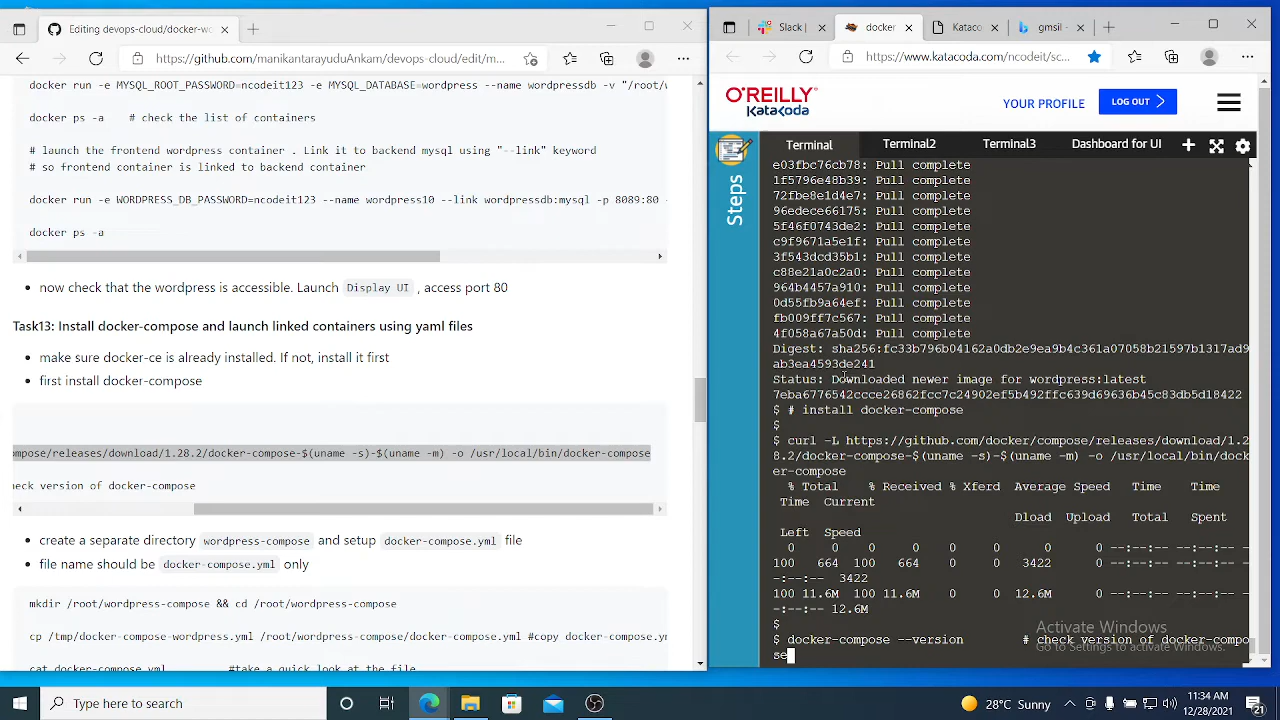 Editing devops-cloud/docker-wo
https://github.com/manikantarayuduAnkam/devops-cloud/edit/m...
docker run -e MYSQL_ROOT_PASSWORD=ncodeit123 -e MYSQL_DATABASE=wordpress --name wordpressdb -v "/root/w
# check the list of containers
launch the frontend wordpress container . Link it to backend mysql using "--link" keyword
so frontend container is linked to backend container
docker run -e WORDPRESS_DB_PASSWORD=ncodeit123 --name wordpress10 --link wordpressdb:mysql -p 8089:80 -
docker ps -a
now check that the wordpress is accessible. Launch Display UI , access port 80
Task13: Install docker-compose and launch linked containers using yaml files
make sure docker-ce is already installed. If not, install it first
first install docker-compose
mpose/releases/download/1.28.2/docker-compose-$(uname -s)-$(uname -m) -o /usr/local/bin/docker-compose
heck version of docker-compose
create a separate directory wordpress-compose and setup docker-compose.yml file
file name should be docker-compose.yml only
mkdir /root/wordpress-compose && cd /root/wordpress-compose
cp /tmp/docker-compose-wordpress.yml /root/wordpress-compose/docker-compose.yml #copy docker-compose.ym
cat docker-compose.yml #take a quick look at the file
Slack |
docker
Kataco
gmsil -
https://www.katacoda.com/ncodeit/sc...
O'REILLY
Katacoda
YOUR PROFILE
LOG OUT
Steps
Terminal Terminal2 Terminal3 Dashboard for UI
e03fbc76cb78: Pull complete
1f5796e48b39: Pull complete
72fbe8e1d4e7: Pull complete
96edece66175: Pull complete
5f46f0743de2: Pull complete
c9f9671a5e1f: Pull complete
3f543dcd35b1: Pull complete
c88e21a0c2a0: Pull complete
964b4457a910: Pull complete
0d55fb9a64ef: Pull complete
fb009ff7c567: Pull complete
4f058a67a50d: Pull complete
Digest: sha256:fc33b796b04162a0db2e9ea9b4c361a07058b21597b1317ad9
ab3ea4593de241
Status: Downloaded newer image for wordpress:latest
7eba6776542ccce26862fcc7c24902ef5b492ffc639d69636b45c83db5d18422
$ # install docker-compose
$
$ curl -L https://github.com/docker/compose/releases/download/1.2
8.2/docker-compose-$(uname -s)-$(uname -m) -o /usr/local/bin/dock
er-compose
% Total % Received % Xferd Average Speed Time Time
Time Current
Dload Upload Total Spent
Left Speed
0 0 0 0 0 0 0 0 --:--:-- --:--:-- -
100 664 100 664 0 0 3422 0 --:--:-- --:--:-- -
-:--:-- 3422
100 11.6M 100 11.6M 0 0 12.6M 0 --:--:-- --:--:-- -
-:--:-- 12.6M
$
$ docker-compose --version # check version of docker-compo
se
Activate Windows
Go to Settings to activate Windows.
Type here to search
28°C Sunny
11:34 AM
12/28/2021
21